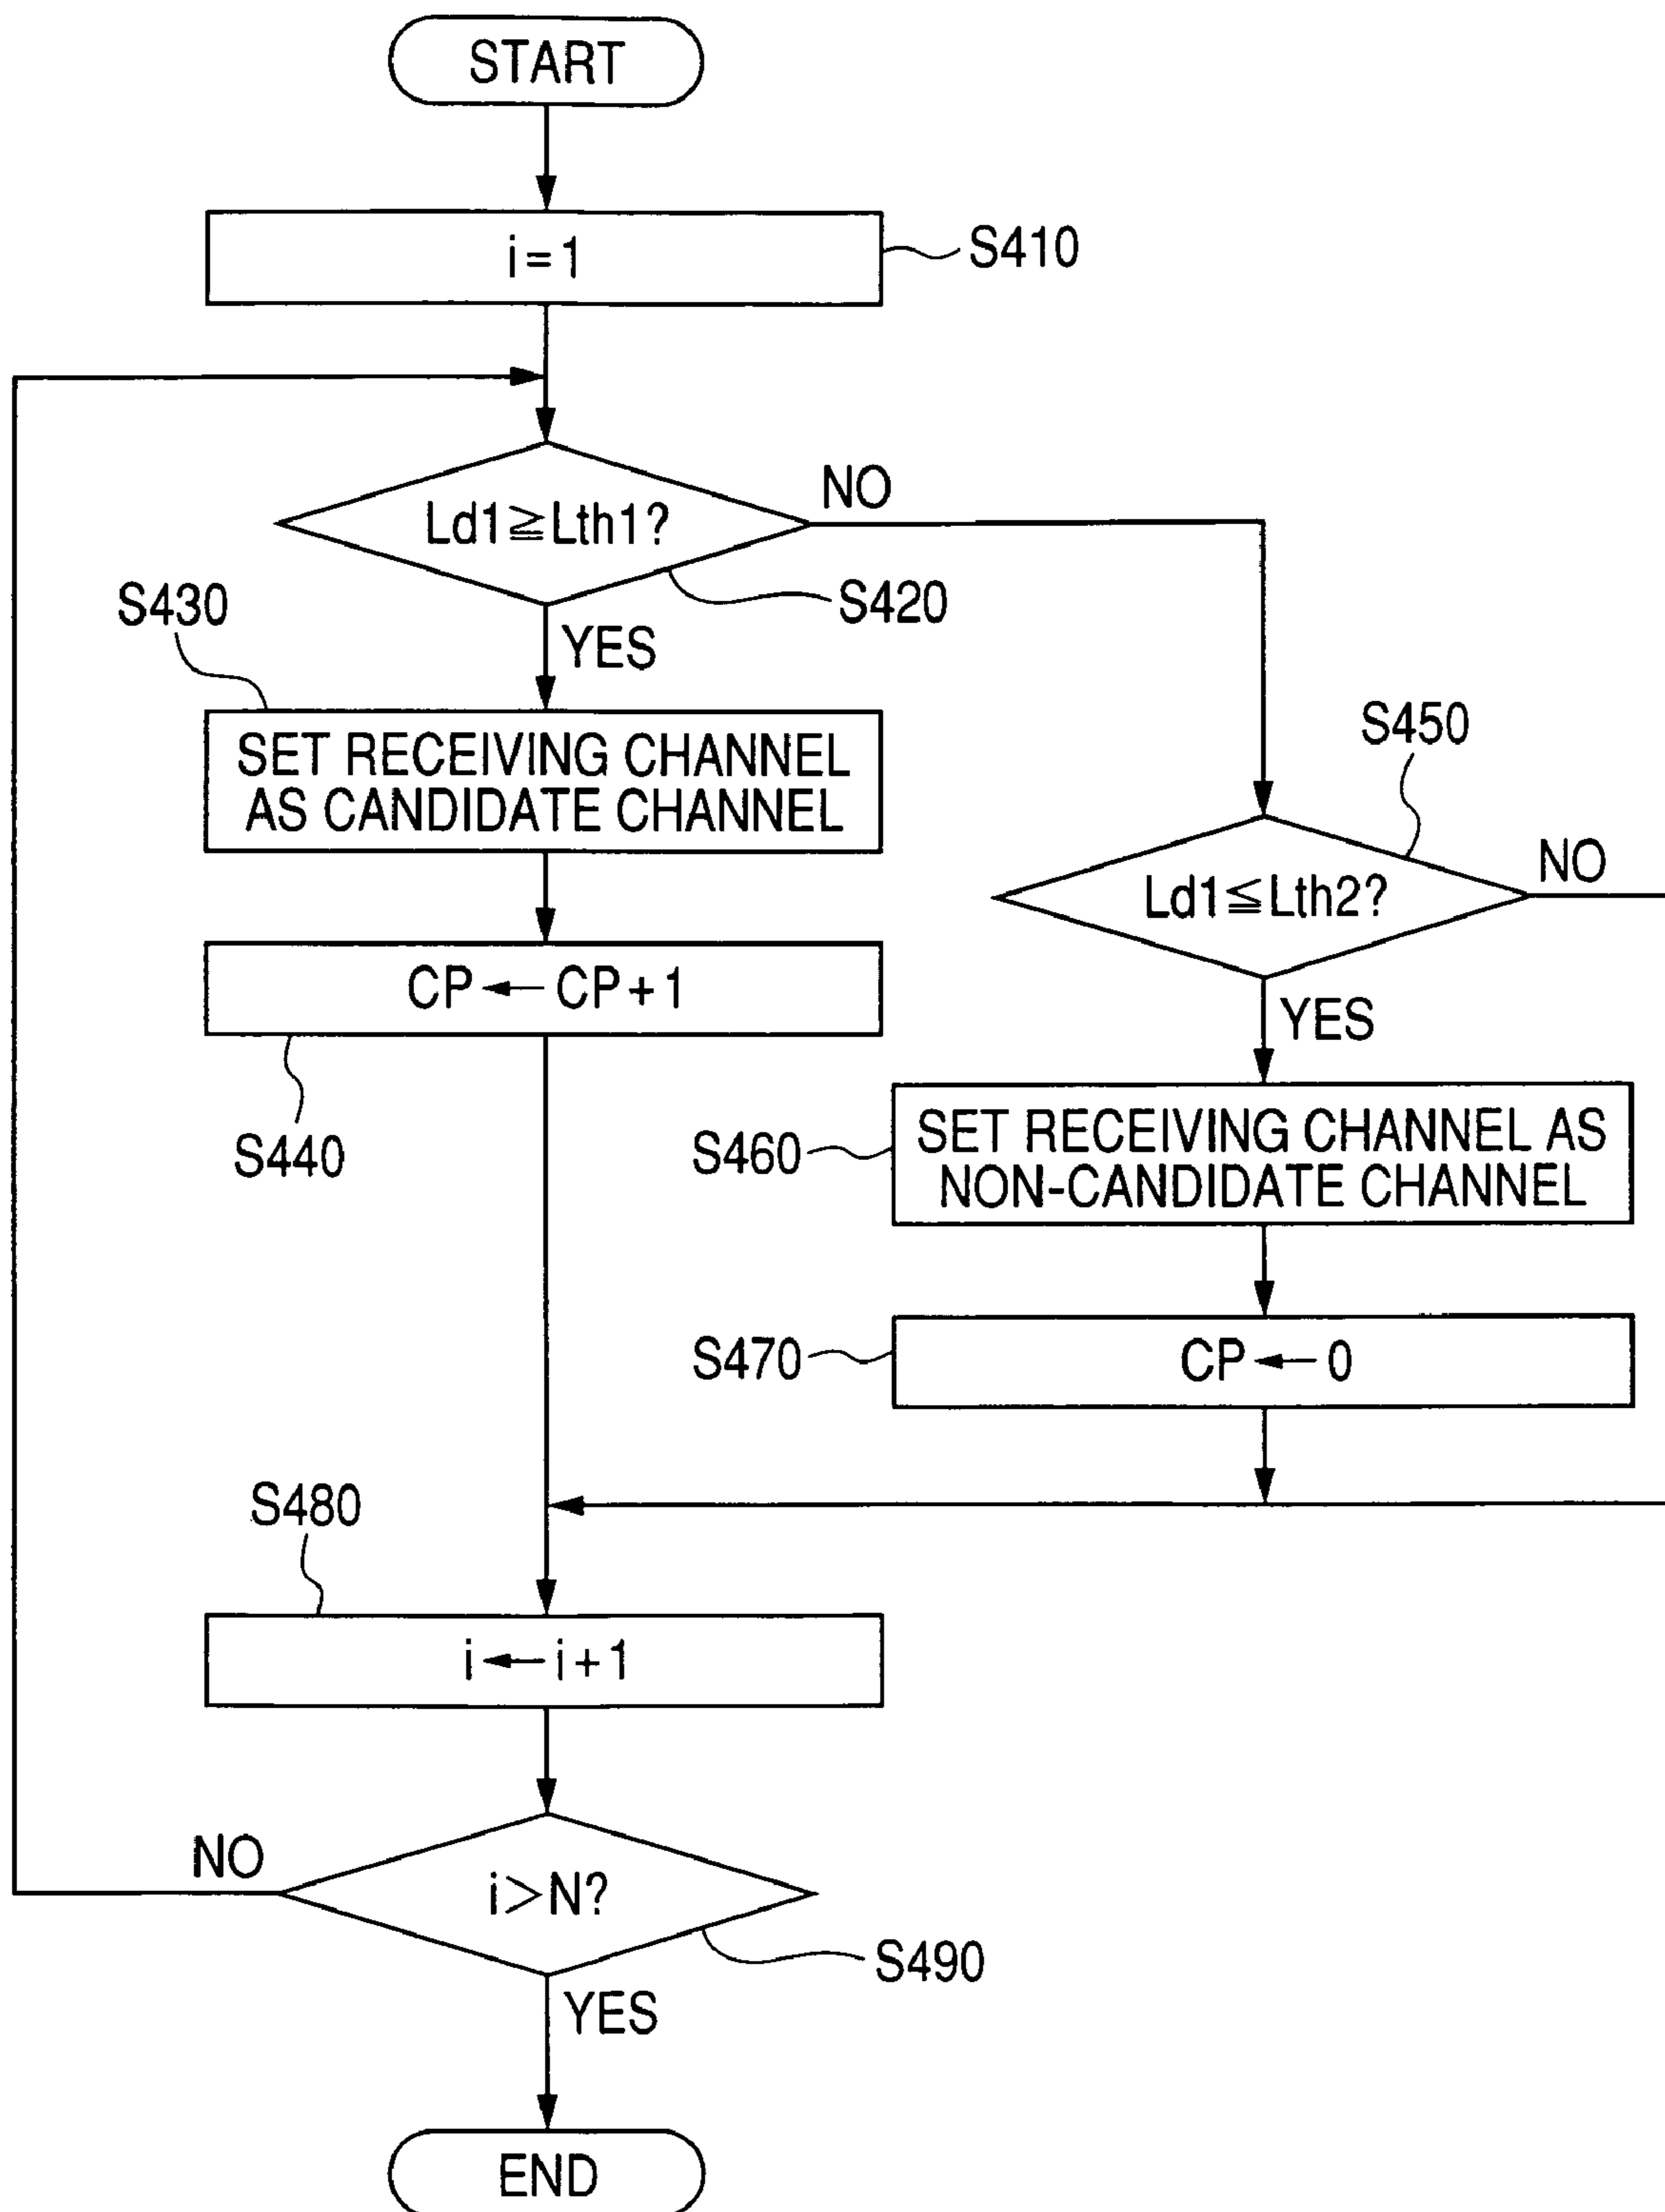 START
i=1
S410
Ld1≧Lth1?
NO
S420
YES
S430
SET RECEIVING CHANNEL
AS CANDIDATE CHANNEL
CP←CP+1
S440
S450
Ld1≦Lth2?
NO
YES
S460
SET RECEIVING CHANNEL AS
NON-CANDIDATE CHANNEL
S470
CP←0
S480
i←i+1
NO
i>N?
S490
YES
END